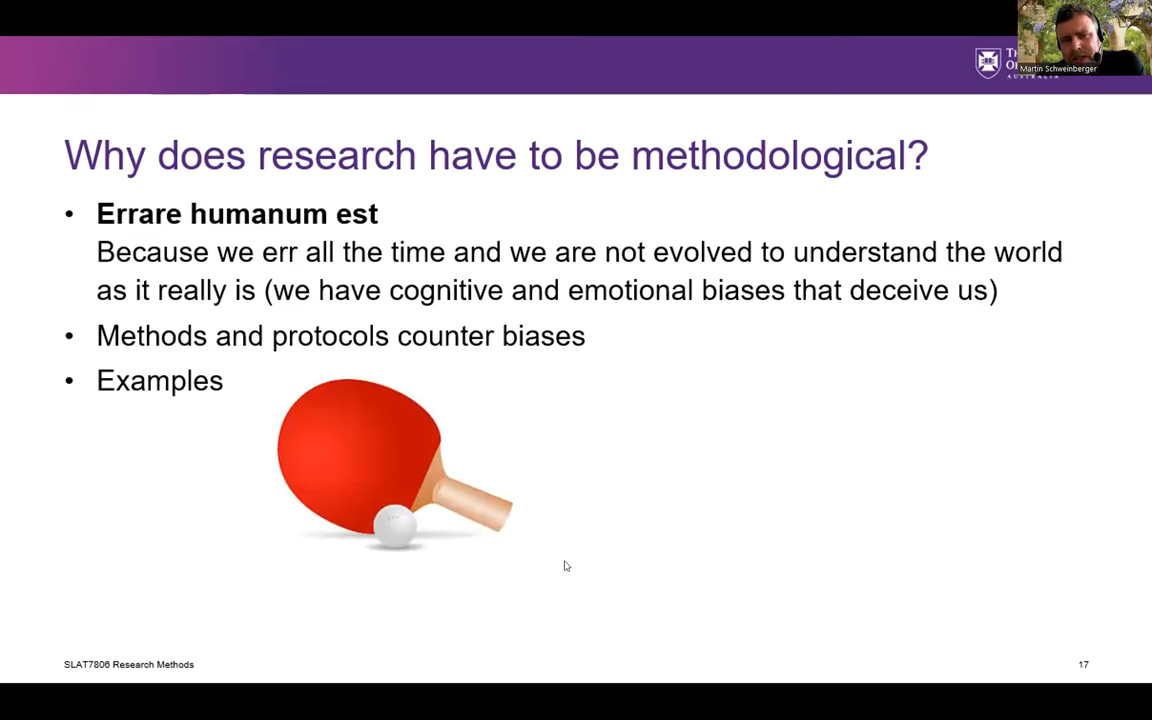 Martin Schweinberger
AUSTRALIA
Why does research have to be methodological?
• Errare humanum est
Because we err all the time and we are not evolved to understand the world
as it really is (we have cognitive and emotional biases that deceive us)
• Methods and protocols counter biases
• Examples
SLAT7806 Research Methods
17